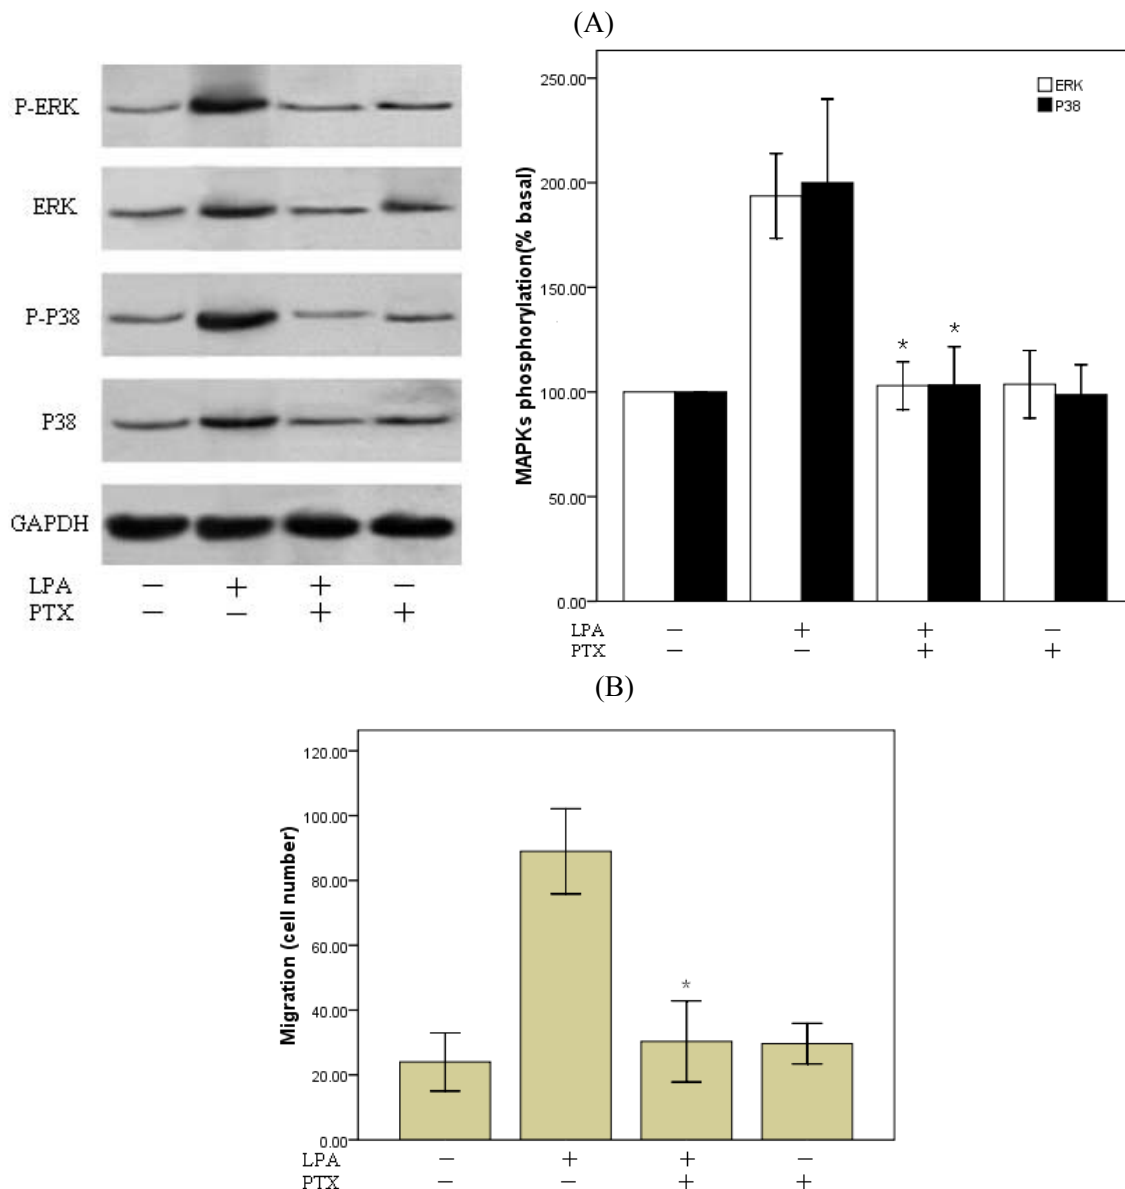 (A)
P-ERK
ERK
P-P38
P38
GAPDH
LPA − + + −
PTX − − + +
MAPKs phosphorylation(% basal)
250.00
200.00
150.00
100.00
50.00
0.00
ERK
P38
* *
LPA − + + −
PTX − − + +
(B)
Migration (cell number)
120.00
100.00
80.00
60.00
40.00
20.00
0.00
*
LPA − + + −
PTX − − + +